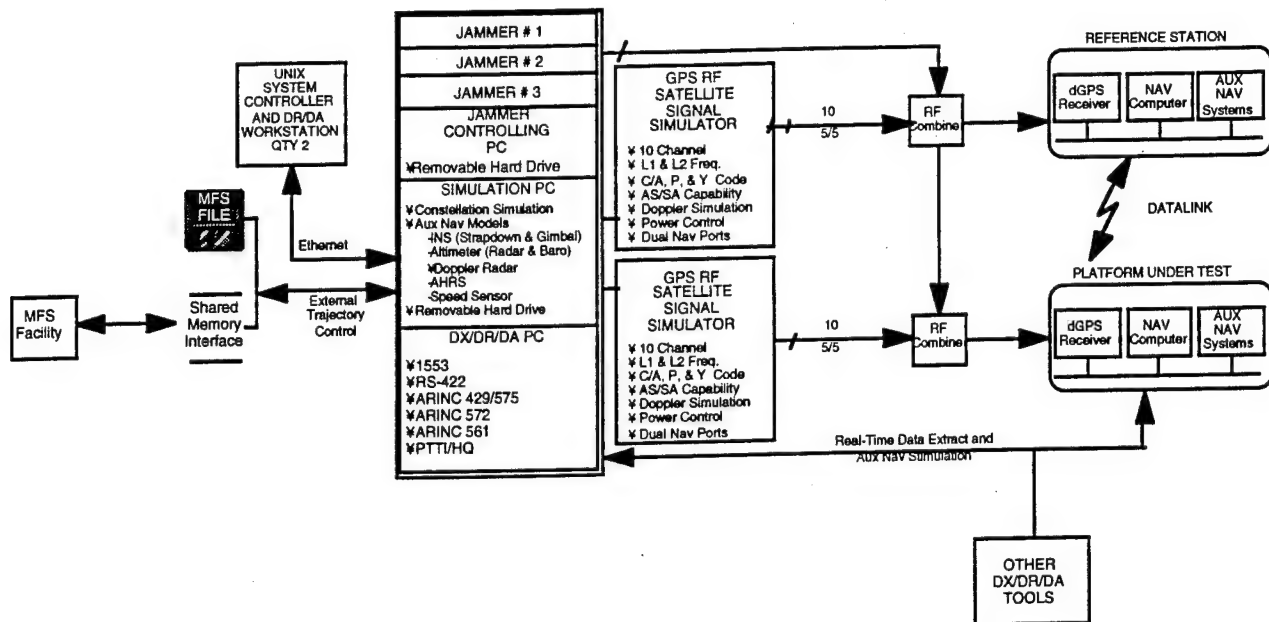 UNIX
SYSTEM
CONTROLLER
AND DR/DA
WORKSTATION
QTY 2
MFS
FILE
Ethernet
MFS
Facility
Shared
Memory
Interface
External
Trajectory
Control
JAMMER # 1
JAMMER # 2
JAMMER # 3
JAMMER
CONTROLLING
PC
¥Removable Hard Drive
SIMULATION PC
¥Constellation Simulation
¥Aux Nav Models
-INS (Strapdown & Gimbal)
-Altimeter (Radar & Baro)
¥Doppler Radar
-AHRS
-Speed Sensor
¥Removable Hard Drive
DX/DR/DA PC
¥1553
¥RS-422
¥ARINC 429/575
¥ARINC 572
¥ARINC 561
¥PTTI/HQ
GPS RF
SATELLITE
SIGNAL
SIMULATOR
¥ 10 Channel
¥ L1 & L2 Freq.
¥ C/A, P, & Y Code
¥ AS/SA Capability
¥ Doppler Simulation
¥ Power Control
¥ Dual Nav Ports
GPS RF
SATELLITE
SIGNAL
SIMULATOR
¥ 10 Channel
¥ L1 & L2 Freq.
¥ C/A, P, & Y Code
¥ AS/SA Capability
¥ Doppler Simulation
¥ Power Control
¥ Dual Nav Ports
10
5/5
RF
Combine
10
5/5
RF
Combine
REFERENCE STATION
dGPS
Receiver
NAV
Computer
AUX
NAV
Systems
DATALINK
PLATFORM UNDER TEST
dGPS
Receiver
NAV
Computer
AUX
NAV
Systems
Real-Time Data Extract and
Aux Nav Stimulation
OTHER
DX/DR/DA
TOOLS